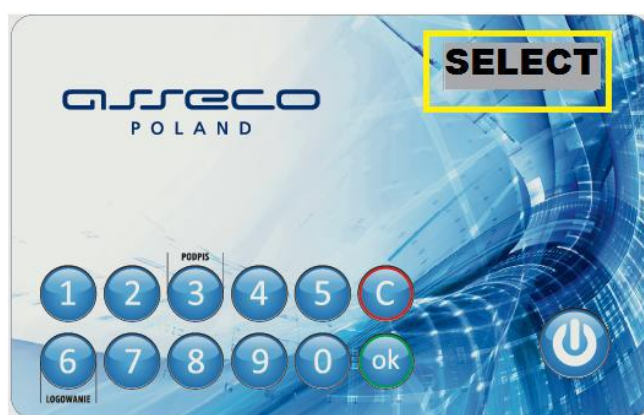 SELECT
asseco
POLAND
PODPIS
1 2 3 4 5 C
6 7 8 9 0 ok
LOGOWANIE